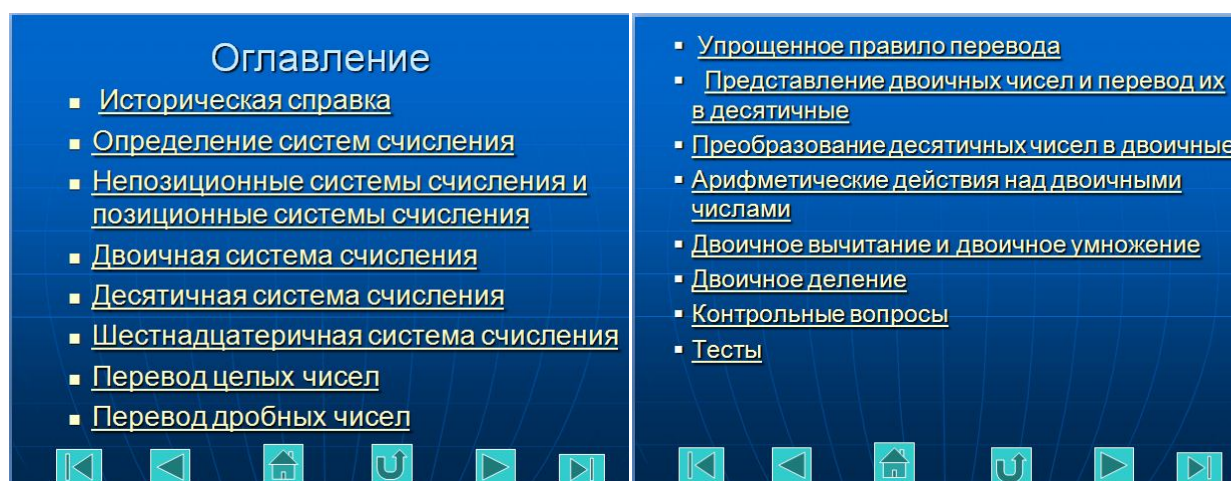 Оглавление
Историческая справка
Определение систем счисления
Непозиционные системы счисления и
позиционные системы счисления
Двоичная система счисления
Десятичная система счисления
Шестнадцатеричная система счисления
Перевод целых чисел
Перевод дробных чисел
Упрощенное правило перевода
Представление двоичных чисел и перевод их
в десятичные
Преобразование десятичных чисел в двоичные
Арифметические действия над двоичными
числами
Двоичное вычитание и двоичное умножение
Двоичное деление
Контрольные вопросы
Тесты